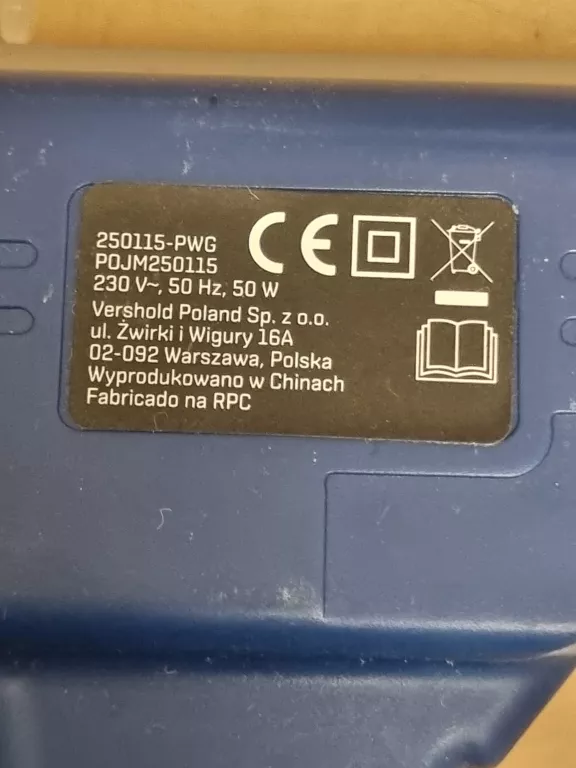 250115-PWG
POJM250115
230 V~, 50 Hz, 50 W
Vershold Poland Sp. z o.o.
ul. Żwirki i Wigury 16A
02-092 Warszawa, Polska
Wyprodukowano w Chinach
Fabricado na RPC
CE